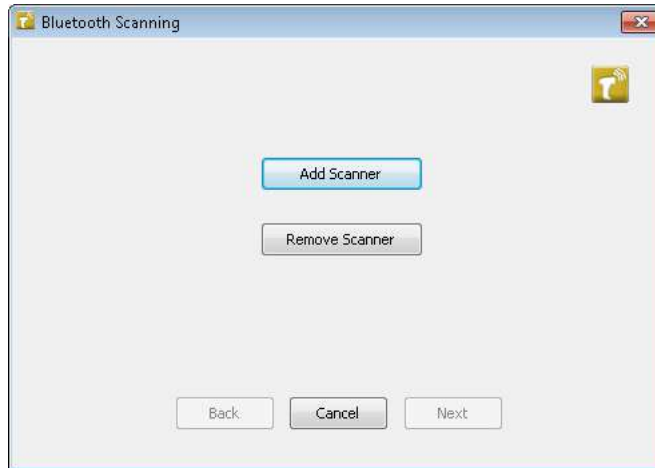 Bluetooth Scanning
Add Scanner
Remove Scanner
Back Cancel Next